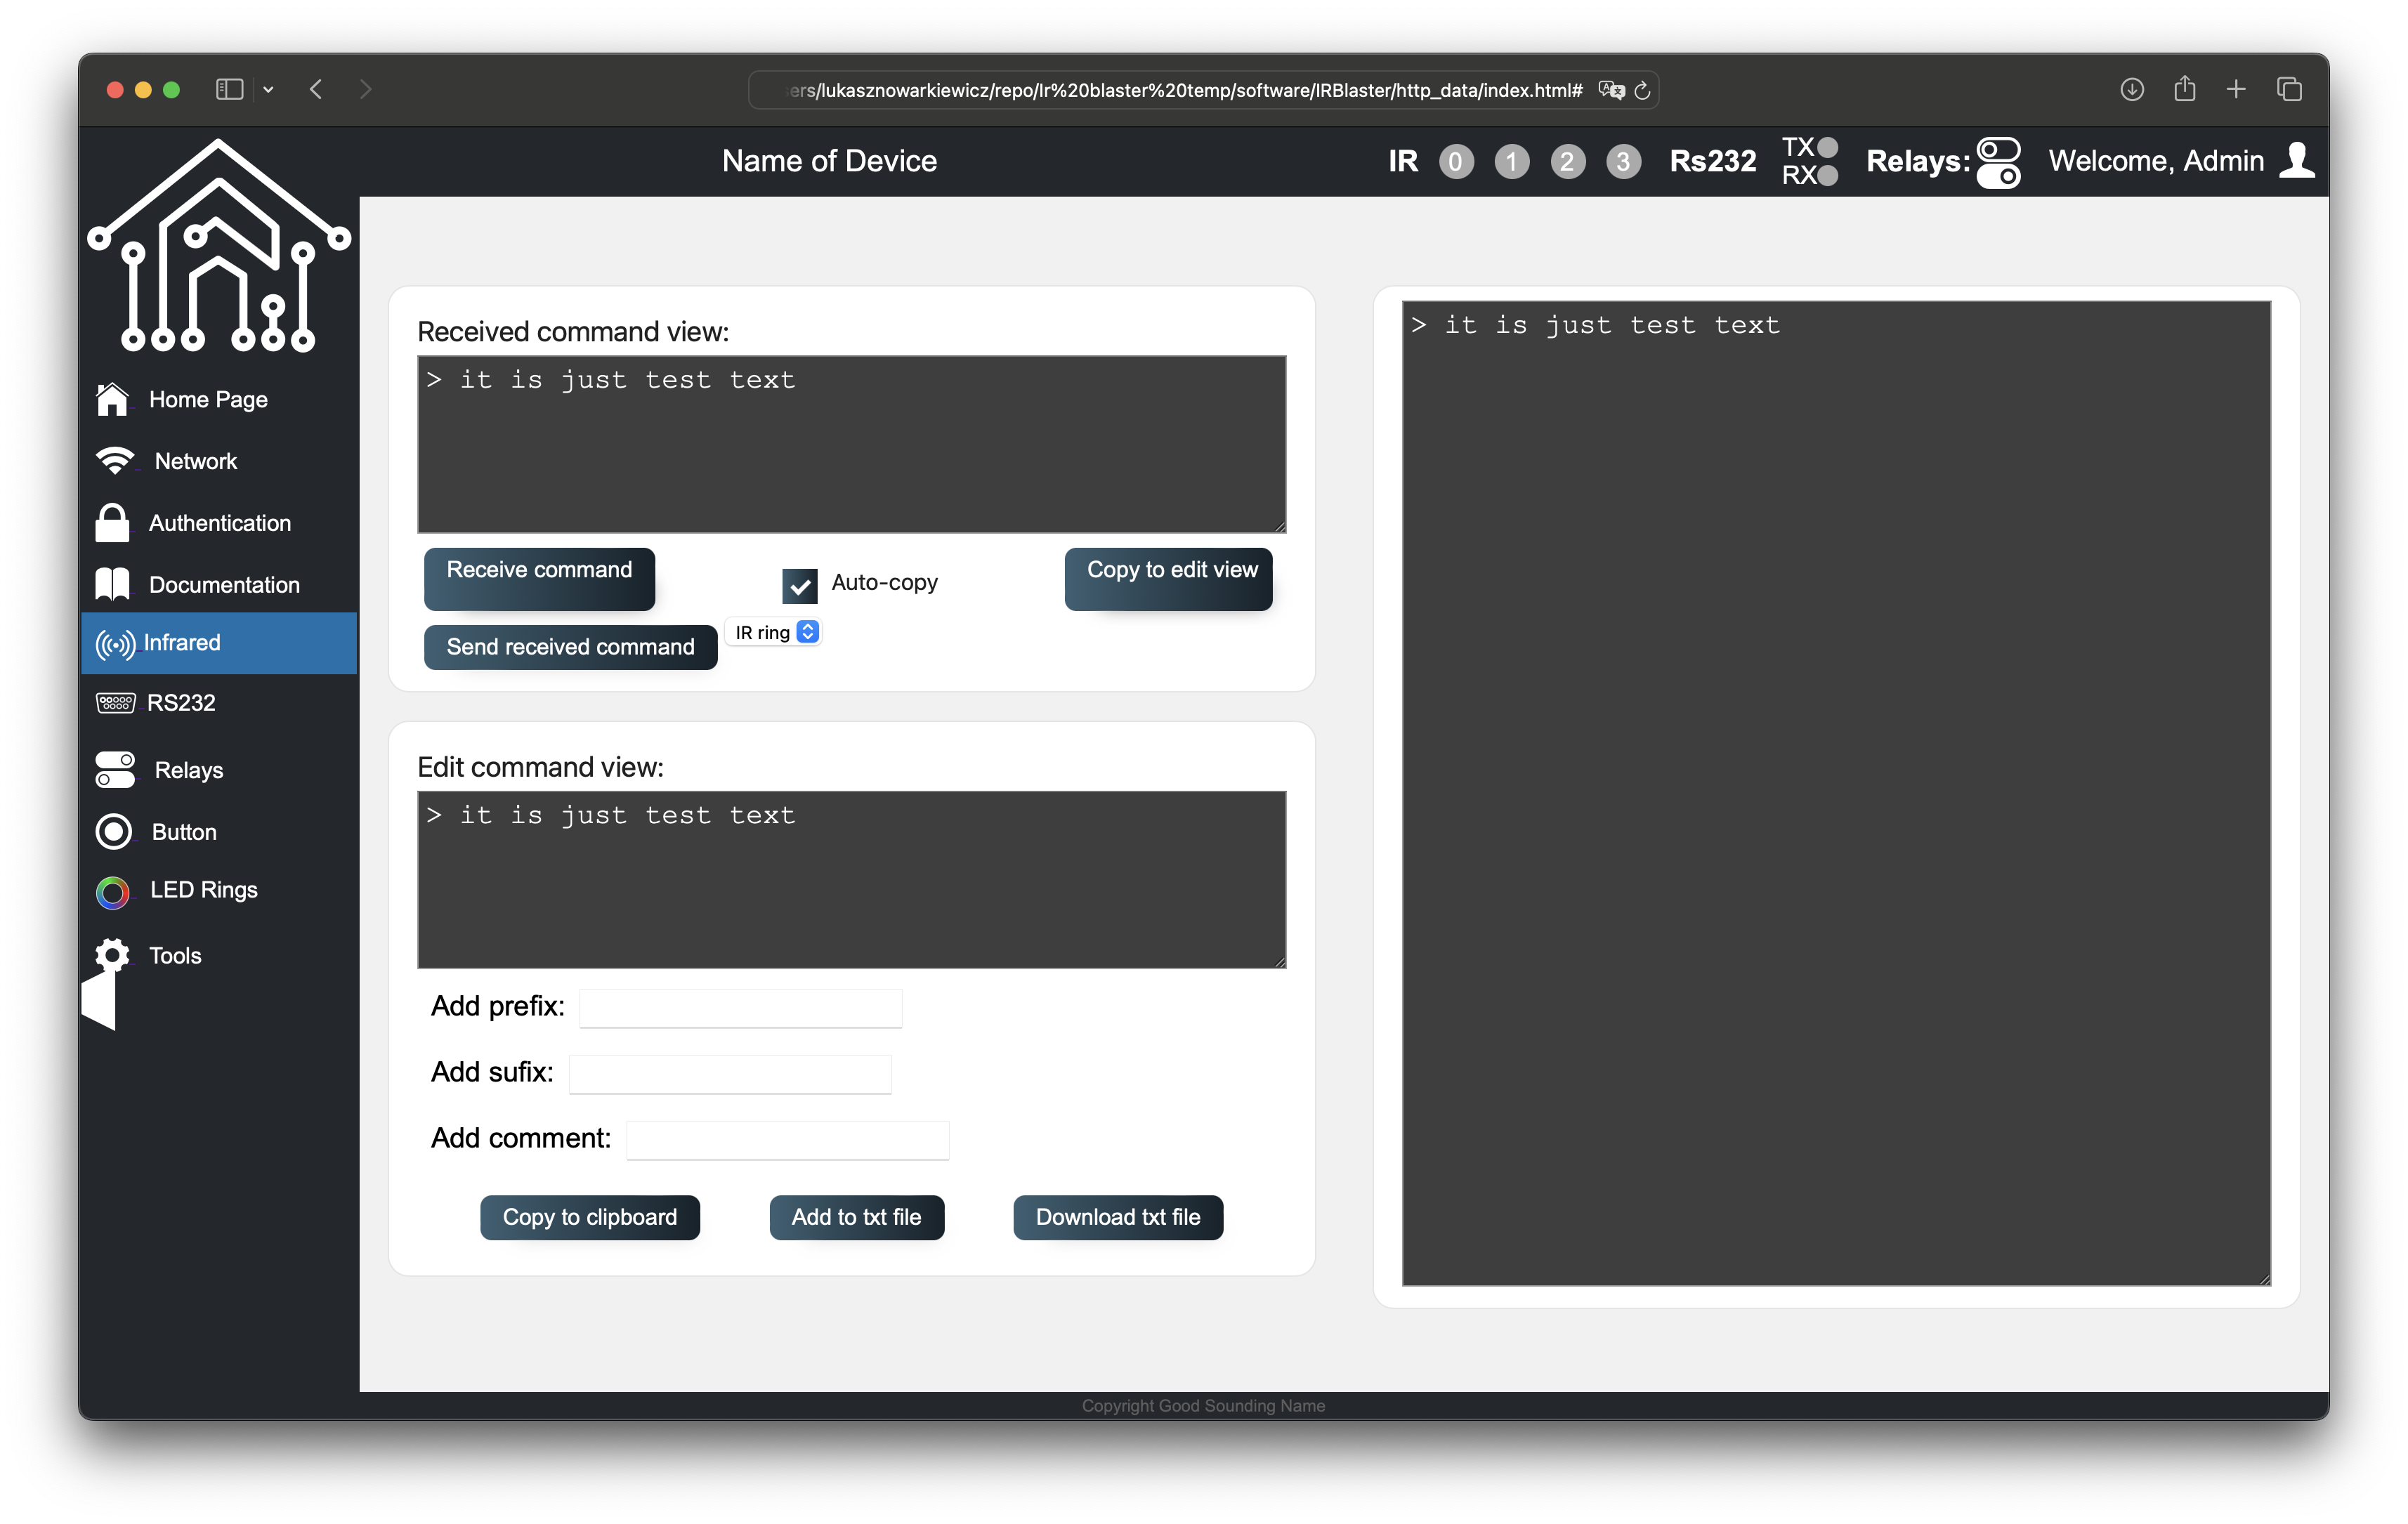 ers/lukasznowarkiewicz/repo/Ir%20blaster%20temp/software/IRBlaster/http_data/index.html#
Name of Device
IR 0 1 2 3 Rs232 TX RX Relays: Welcome, Admin
Home Page
Network
Authentication
Documentation
Infrared
RS232
Relays
Button
LED Rings
Tools
Received command view:
> it is just test text
Receive command
Auto-copy
Copy to edit view
Send received command
IR ring
Edit command view:
> it is just test text
Add prefix:
Add sufix:
Add comment:
Copy to clipboard
Add to txt file
Download txt file
> it is just test text
Copyright Good Sounding Name